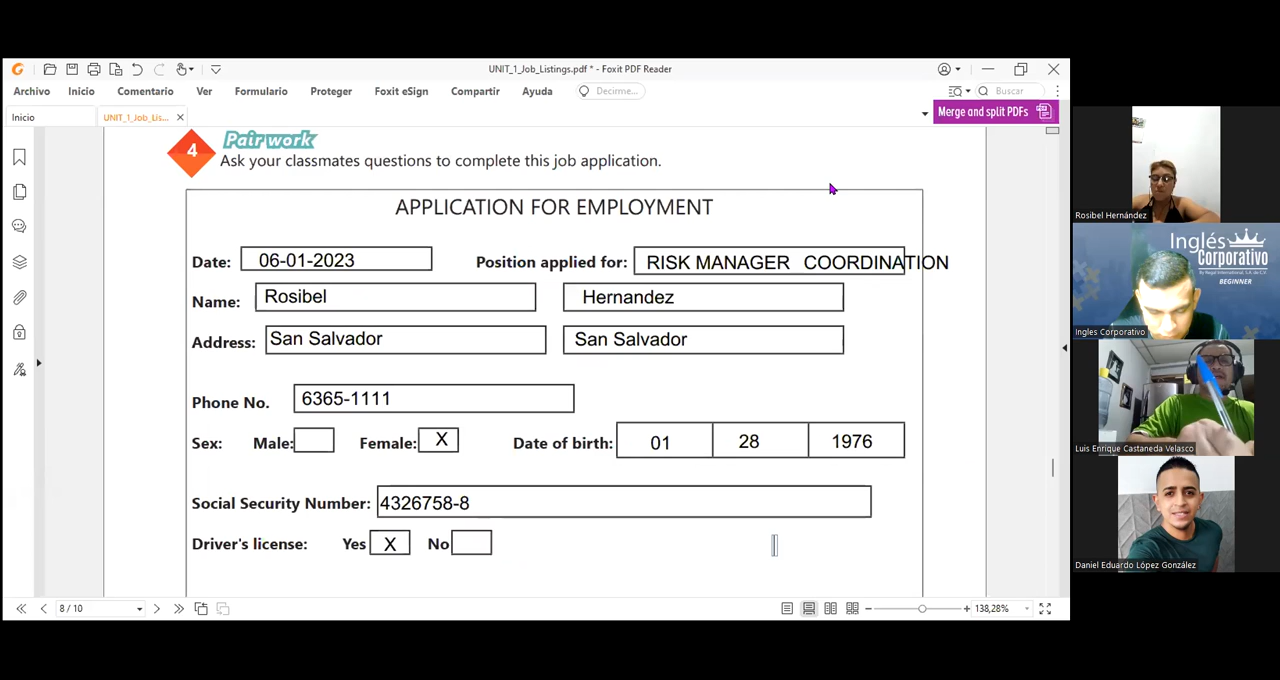 UNIT_1_Job_Listings.pdf * - Foxit PDF Reader
Archivo Inicio Comentario Ver Formulario Proteger Foxit eSign Compartir Ayuda Decirme... Buscar
Inicio UNIT_1_Job_Lis... Merge and split PDFs
4 Pair work
Ask your classmates questions to complete this job application.
APPLICATION FOR EMPLOYMENT
Date: 06-01-2023 Position applied for: RISK MANAGER COORDINATION
Name: Rosibel Hernandez
Address: San Salvador San Salvador
Phone No. 6365-1111
Sex: Male: Female: X Date of birth: 01 28 1976
Social Security Number: 4326758-8
Driver's license: Yes X No
8 / 10 138,28%
Rosibel Hernández
Inglés
Corporativo
By Regal International, S.A. de C.V.
BEGINNER
Ingles Corporativo
Luis Enrique Castaneda Velasco
Daniel Eduardo López González